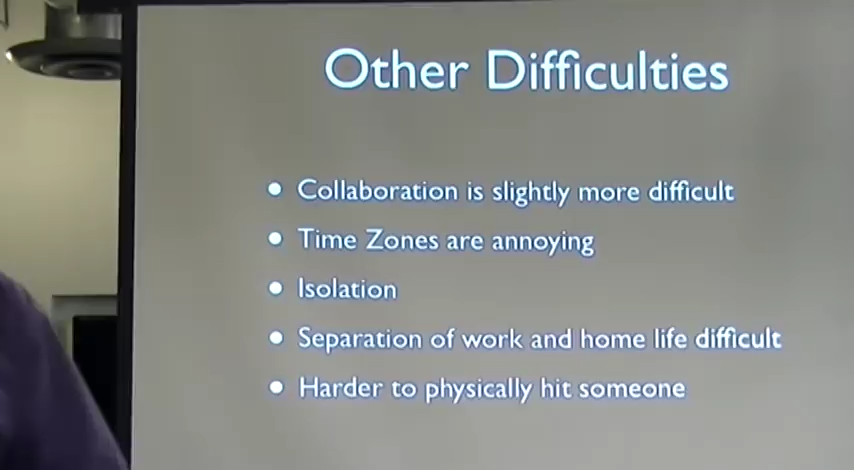 Other Difficulties
Collaboration is slightly more difficult
Time Zones are annoying
Isolation
Separation of work and home life difficult
Harder to physically hit someone